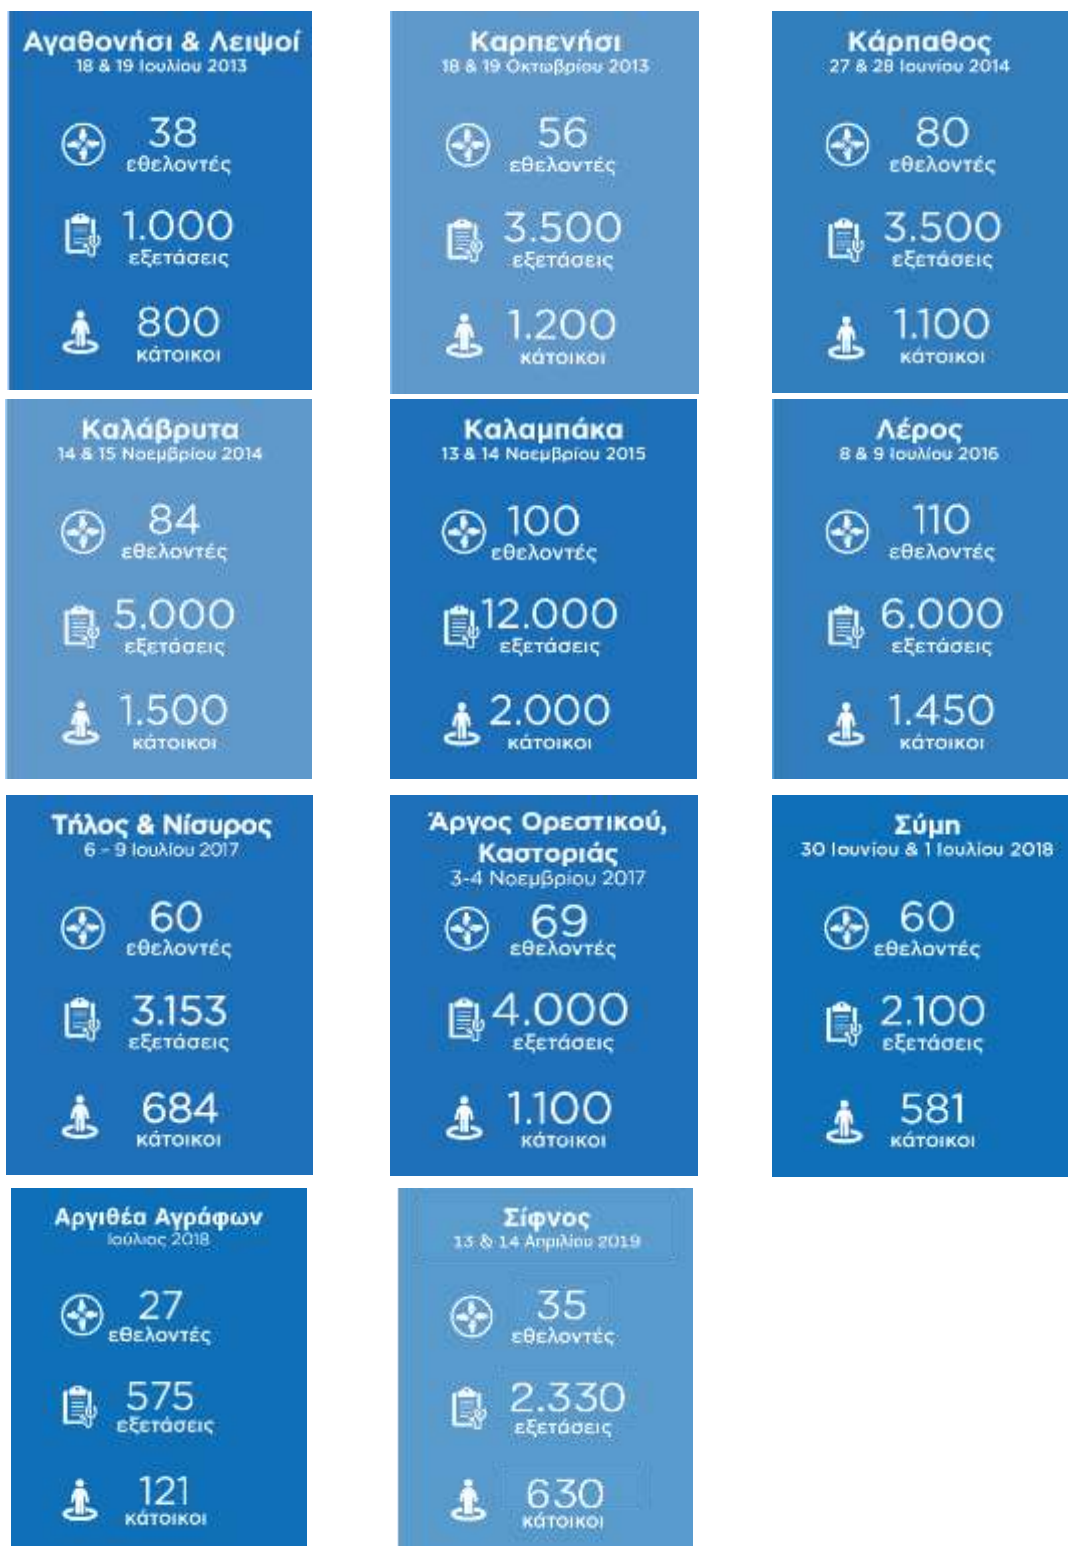 Αγαθονήσι & Λειψοί
18 & 19 Ιουλίου 2013
38
εθελοντές
1.000
εξετάσεις
800
κάτοικοι
Καρπενήσι
18 & 19 Οκτωβρίου 2013
56
εθελοντές
3.500
εξετάσεις
1.200
κάτοικοι
Κάρπαθος
27 & 28 Ιουνίου 2014
80
εθελοντές
3.500
εξετάσεις
1.100
κάτοικοι
Καλάβρυτα
14 & 15 Νοεμβρίου 2014
84
εθελοντές
5.000
εξετάσεις
1.500
κάτοικοι
Καλαμπάκα
13 & 14 Νοεμβρίου 2015
100
εθελοντές
12.000
εξετάσεις
2.000
κάτοικοι
Λέρος
8 & 9 Ιουλίου 2016
110
εθελοντές
6.000
εξετάσεις
1.450
κάτοικοι
Τήλος & Νίσυρος
6 - 9 Ιουλίου 2017
60
εθελοντές
3.153
εξετάσεις
684
κάτοικοι
Άργος Ορεστικού,
Καστοριάς
3-4 Νοεμβρίου 2017
69
εθελοντές
4.000
εξετάσεις
1.100
κάτοικοι
Σύμη
30 Ιουνίου & 1 Ιουλίου 2018
60
εθελοντές
2.100
εξετάσεις
581
κάτοικοι
Αργιθέα Αγράφων
Ιούλιος 2018
27
εθελοντές
575
εξετάσεις
121
κάτοικοι
Σίφνος
13 & 14 Απριλίου 2019
35
εθελοντές
2.330
εξετάσεις
630
κάτοικοι